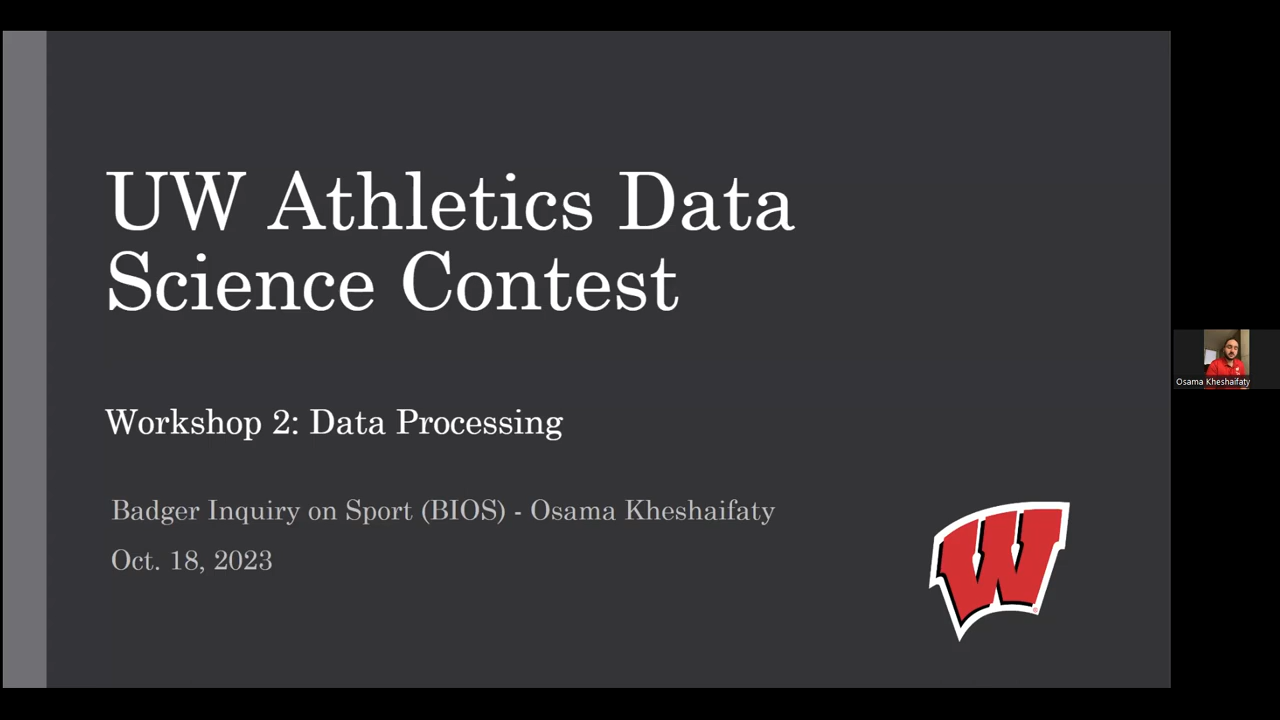 UW Athletics Data
Science Contest
Workshop 2: Data Processing
Badger Inquiry on Sport (BIOS) - Osama Kheshaifaty
Oct. 18, 2023
W
Osama Kheshaifaty